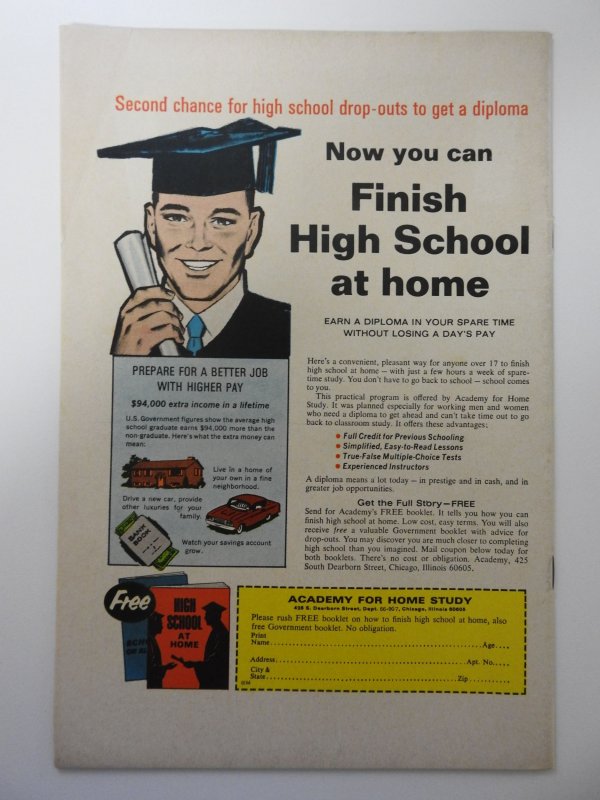 Second chance for high school drop-outs to get a diploma
Now you can
Finish
High School
at home
EARN A DIPLOMA IN YOUR SPARE TIME
WITHOUT LOSING A DAY'S PAY
PREPARE FOR A BETTER JOB
WITH HIGHER PAY
$94,000 extra income in a lifetime
U.S. Government figures show the average high
school graduate earns $94,000 more than the
non-graduate. Here's what the extra money can
mean:
Live in a home of
your own in a fine
neighborhood.
Drive a new car, provide
other luxuries for your
family.
BANK
BOOK
Watch your savings account
grow.
Here's a convenient, pleasant way for anyone over 17 to finish
high school at home — with just a few hours a week of spare-
time study. You don't have to go back to school — school comes
to you.
This practical program is offered by Academy for Home
Study. It was planned especially for working men and women
who need a diploma to get ahead and can't take time out to go
back to classroom study. It offers these advantages:
• Full Credit for Previous Schooling
• Simplified, Easy-to-Read Lessons
• True-False Multiple-Choice Tests
• Experienced Instructors
A diploma means a lot today — in prestige and in cash, and in
greater job opportunities.
Get the Full Story—FREE
Send for Academy's FREE booklet. It tells you how you can
finish high school at home. Low cost, easy terms. You will also
receive free a valuable Government booklet with advice for
drop-outs. You may discover you are much closer to completing
high school than you imagined. Mail coupon below today for
both booklets. There's no cost or obligation. Academy, 425
South Dearborn Street, Chicago, Illinois 60605.
Free
HIGH
SCHOOL
AT
HOME
ACADEMY FOR HOME STUDY
425 S. Dearborn Street, Dept. Chicago, Illinois 60605
Please rush FREE booklet on how to finish high school at home, also
free Government booklet. No obligation.
Print
Name Age
Address Apt. No.
City &
State Zip